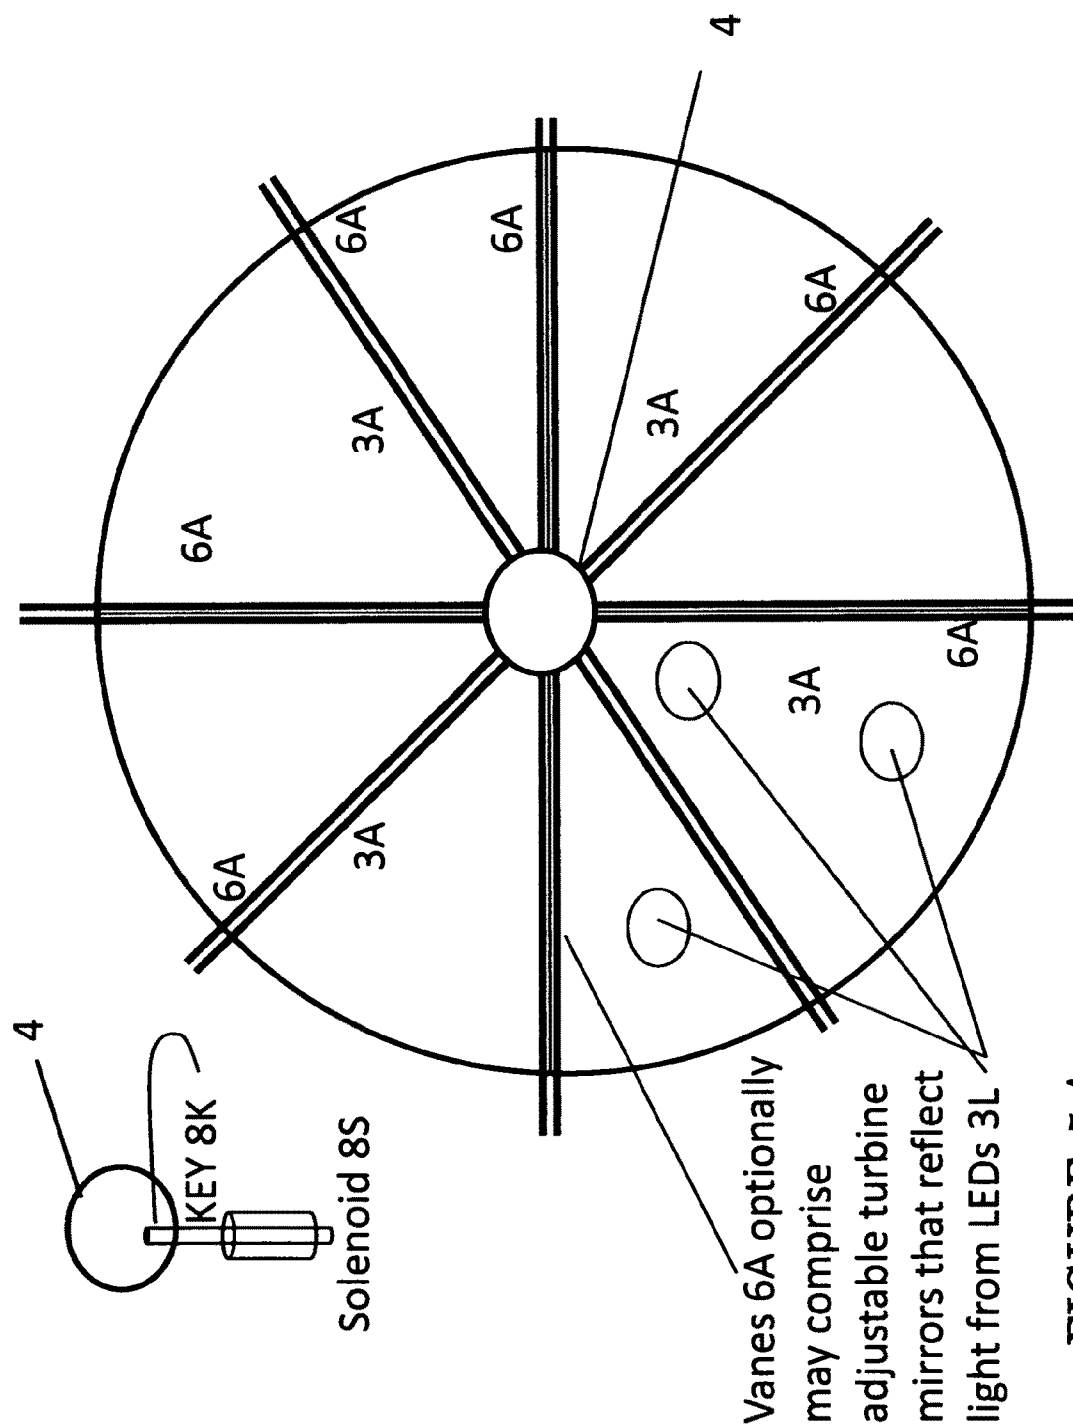 4
KEY 8K
Solenoid 8S
6A
6A
3A
3A
6A
6A
3A
4
6A
3A
6A
Vanes 6A optionally
may comprise
adjustable turbine
mirrors that reflect
light from LEDs 3L
FIGURE